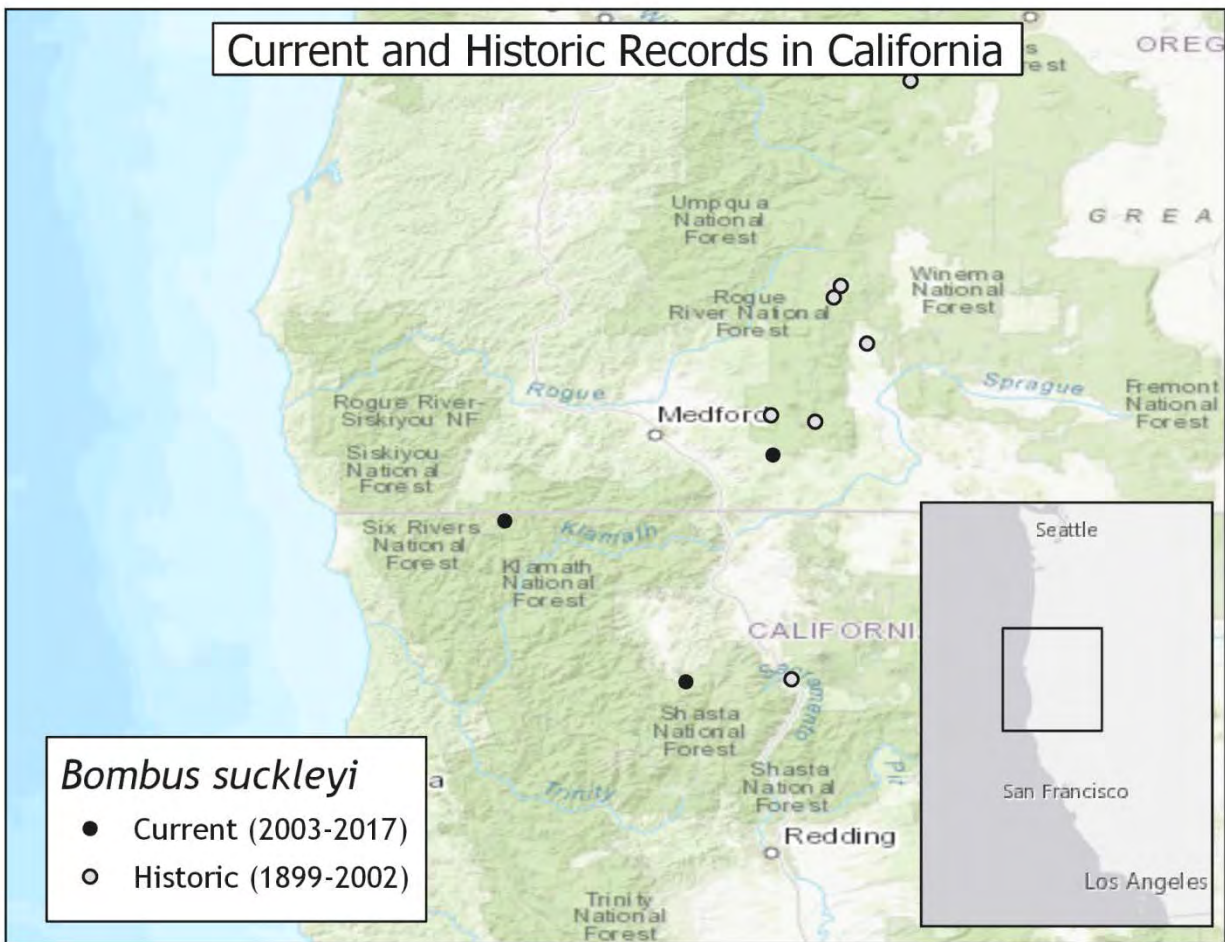 Current and Historic Records in California
OREG
rest
Umpqua
National
Forest
G R E A
Winema
National
Forest
Rogue
River National
Forest
Rogue
Sprague
Fremont
National
Forest
Rogue River-
Siskiyou NF
Medford
Siskiyou
National
Forest
Six Rivers
National
Forest
Klamath
Klamath
National
Forest
CALIFORNI
Shasta
National
Forest
Trinity
Shasta
National
Forest
Pit
Redding
Trinity
National
Forest
a
Bombus suckleyi
Current (2003-2017)
Historic (1899-2002)
Seattle
San Francisco
Los Angeles